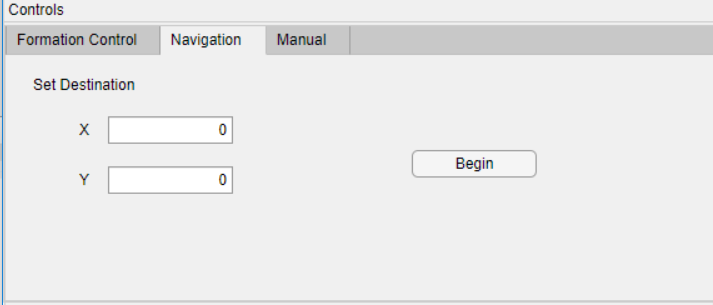 Controls
Formation Control Navigation Manual
Set Destination
X 0
Begin
Y 0